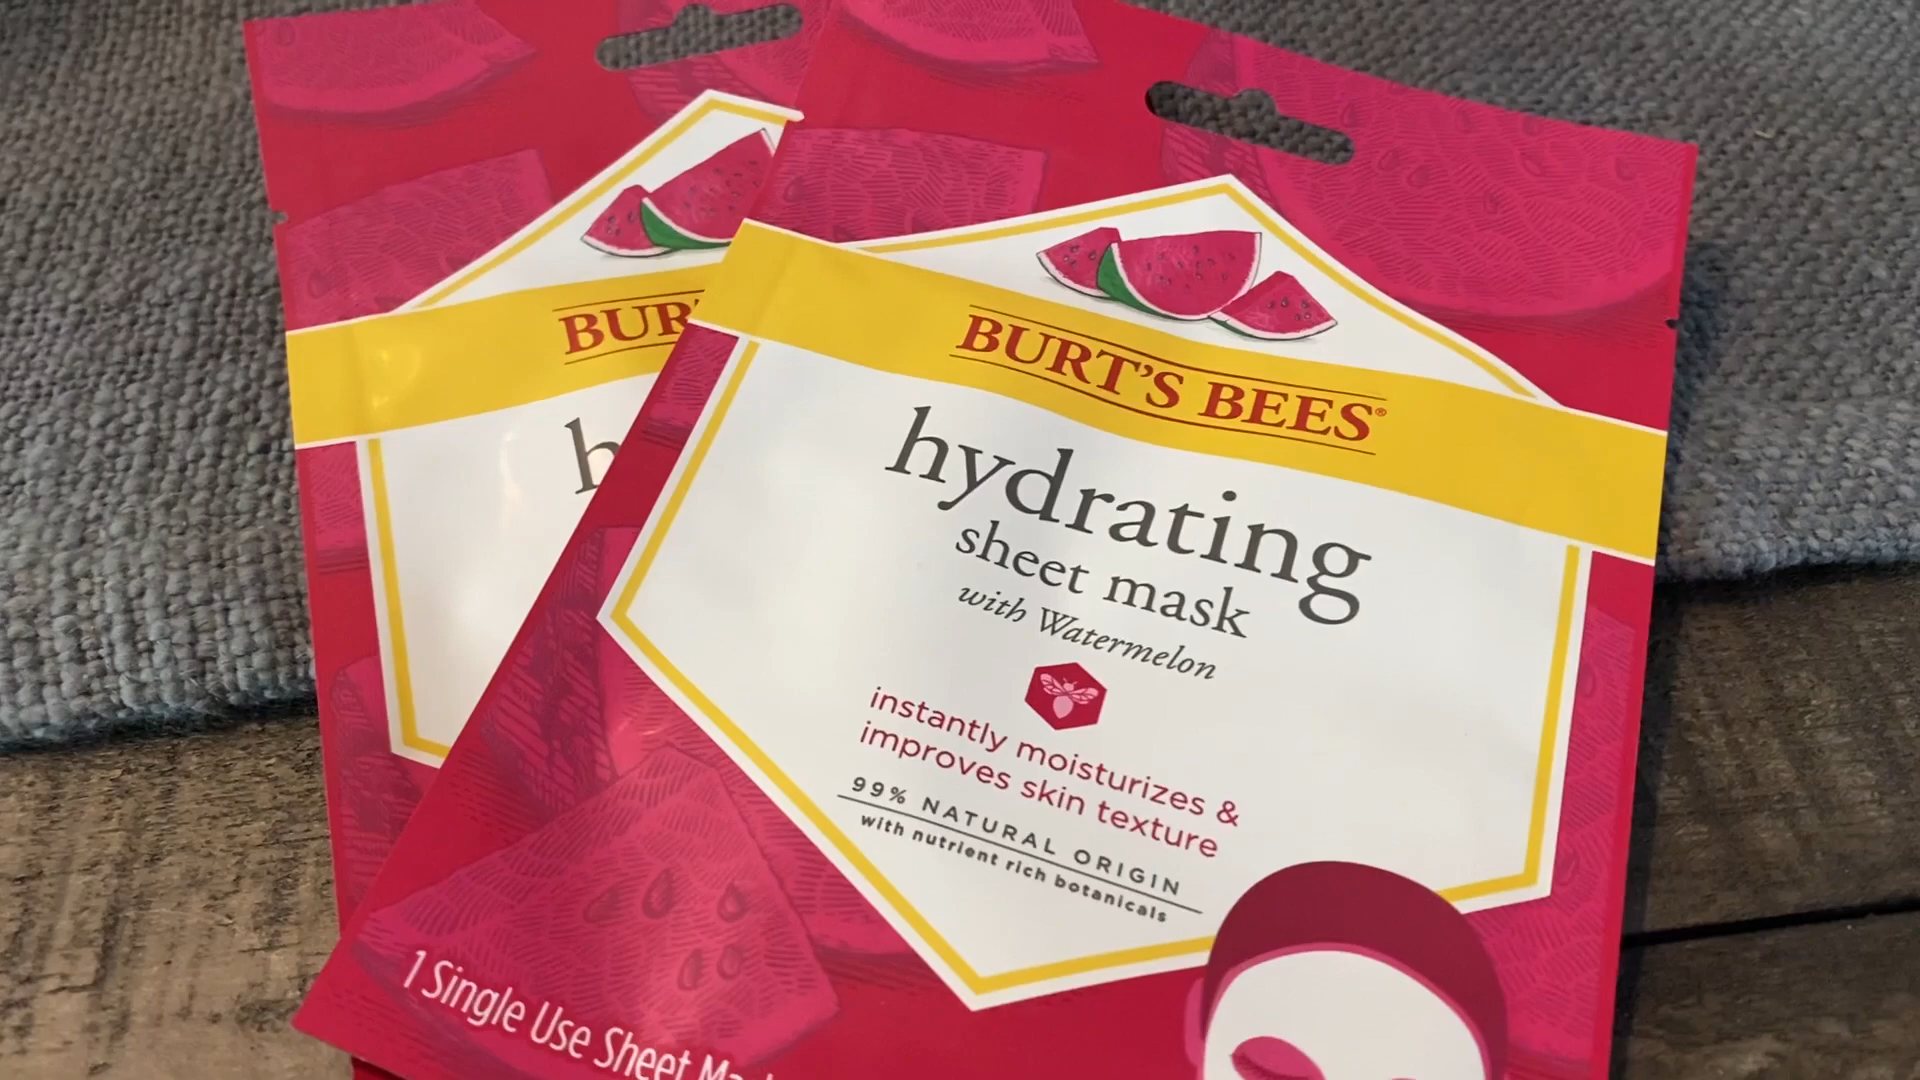 BURT'S BEES®
hydrating
sheet mask
with Watermelon
instantly moisturizes &
improves skin texture
99% NATURAL ORIGIN
with nutrient rich botanicals
1 Single Use Sheet
BUR
h